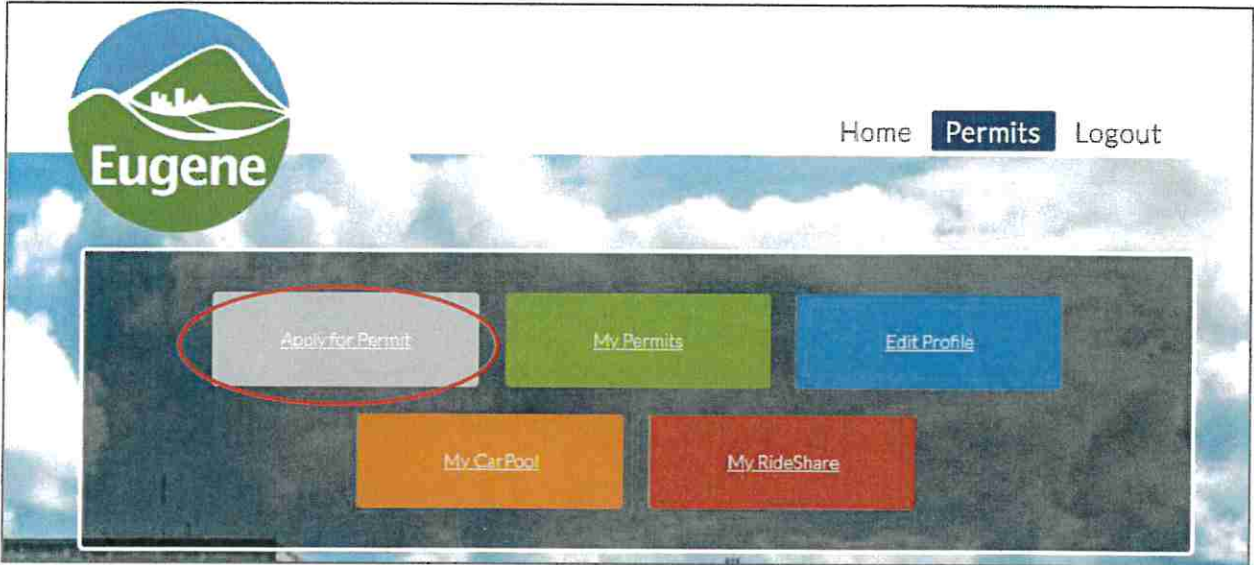 Eugene
Home Permits Logout
Apply for Permit My Permits Edit Profile
My CarPool My RideShare